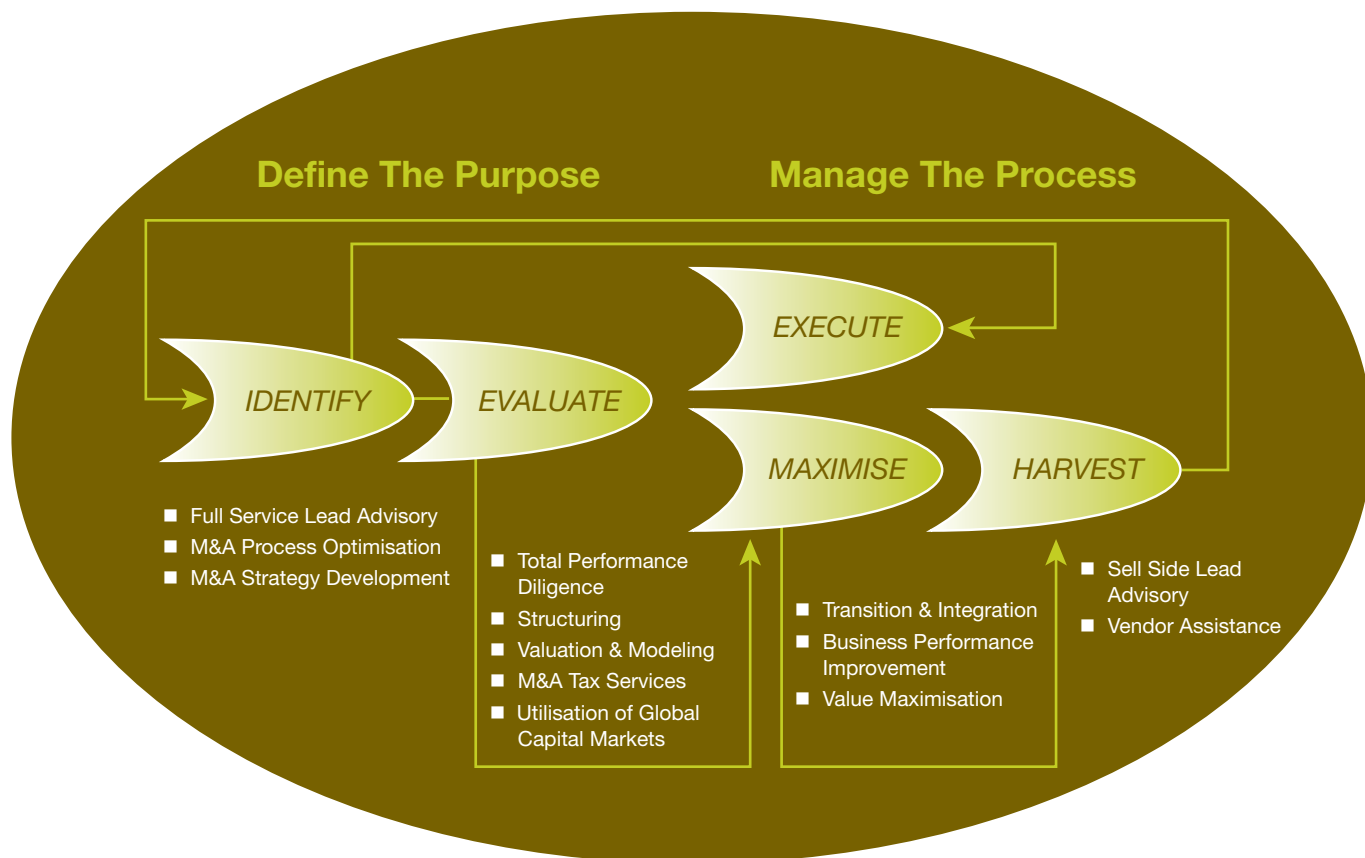 Define The Purpose
Manage The Process
EXECUTE
IDENTIFY
EVALUATE
MAXIMISE
HARVEST
Full Service Lead Advisory
M&A Process Optimisation
M&A Strategy Development
Total Performance
Diligence
Structuring
Valuation & Modeling
M&A Tax Services
Utilisation of Global
Capital Markets
Transition & Integration
Business Performance
Improvement
Value Maximisation
Sell Side Lead
Advisory
Vendor Assistance